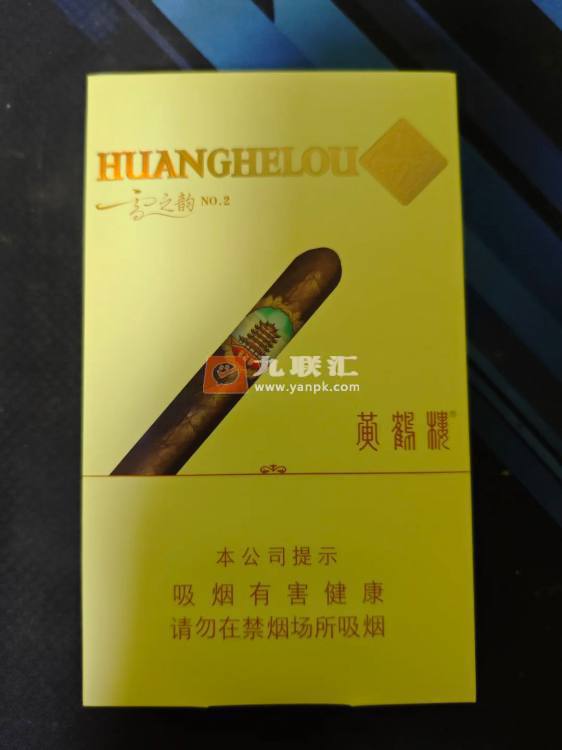 HUANGHELOU
1
之韵 NO.2
九联汇
www.yanpk.com
黄鹤楼®
本公司提示
吸烟有害健康
请勿在禁烟场所吸烟